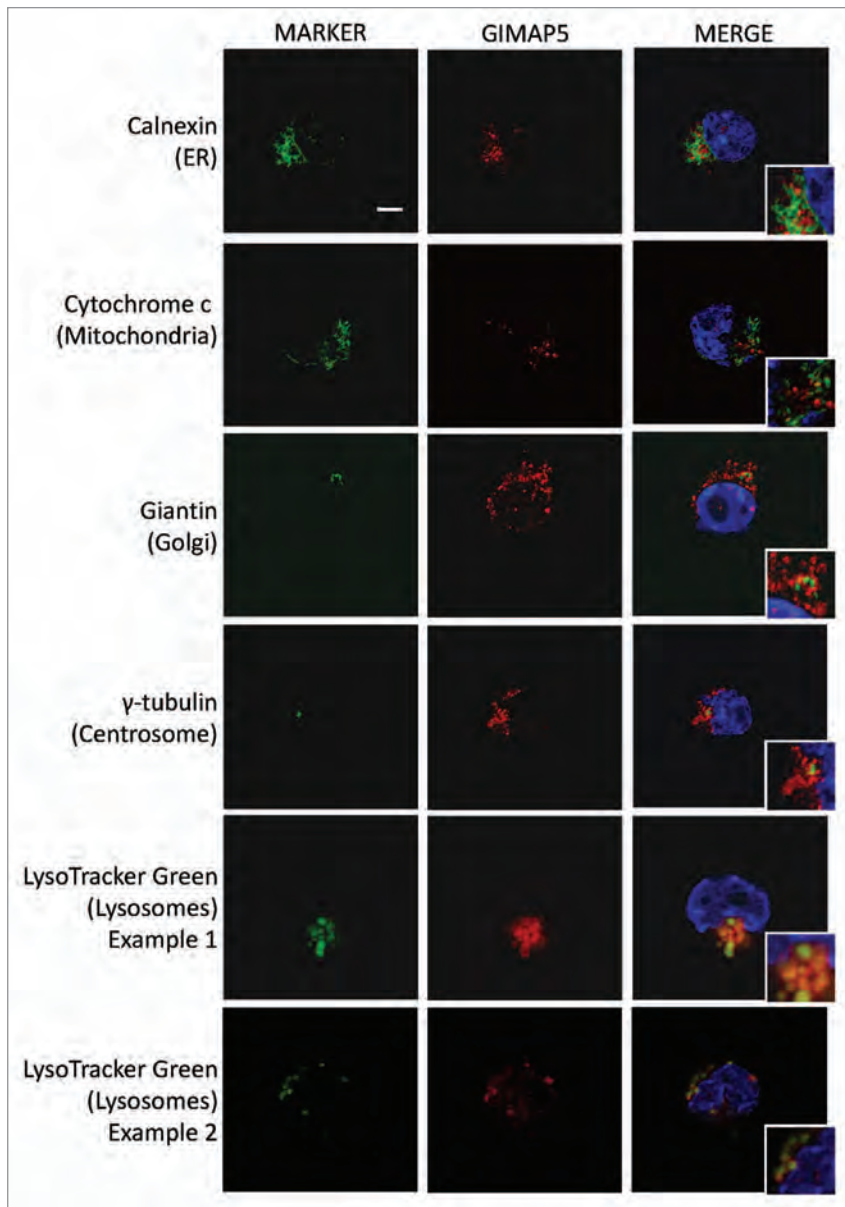 MARKER GIMAP5 MERGE
Calnexin
(ER)
Cytochrome c
(Mitochondria)
Giantin
(Golgi)
γ-tubulin
(Centrosome)
LysoTracker Green
(Lysosomes)
Example 1
LysoTracker Green
(Lysosomes)
Example 2